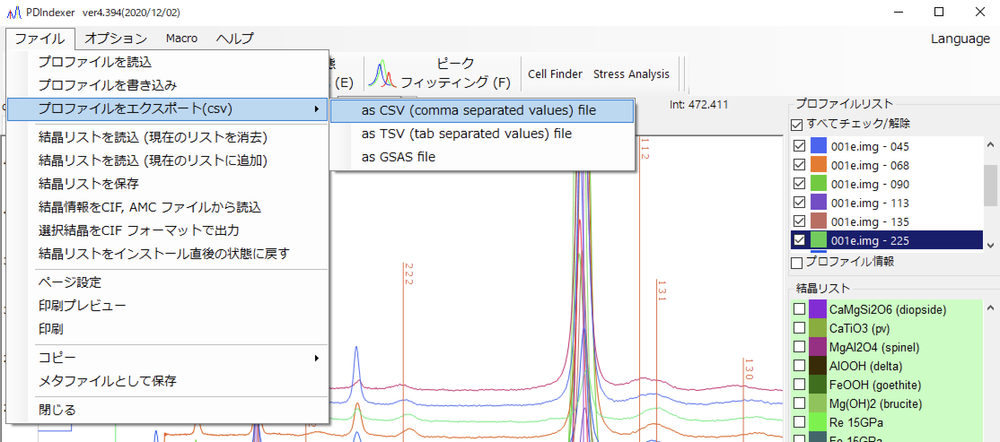 PDIndexer ver4.394(2020/12/02)
ファイル オプション Macro ヘルプ Language
プロファイルを読込
プロファイルを書き込み
プロファイルをエクスポート(csv)
結晶リストを読込 (現在のリストを消去)
結晶リストを読込 (現在のリストに追加)
結晶リストを保存
結晶情報をCIF, AMC ファイルから読込
選択結晶をCIF フォーマットで出力
結晶リストをインストール直後の状態に戻す
ページ設定
印刷プレビュー
印刷
コピー
メタファイルとして保存
閉じる
(E)
ピーク
フィッティング (F)
Cell Finder Stress Analysis
as CSV (comma separated values) file
as TSV (tab separated values) file
as GSAS file
Int: 472.411
222
112
131
130
プロファイルリスト
すべてチェック/解除
001e.img - 045
001e.img - 068
001e.img - 090
001e.img - 113
001e.img - 135
001e.img - 225
プロファイル情報
結晶リスト
CaMgSi2O6 (diopside)
CaTiO3 (pv)
MgAl2O4 (spinel)
AlOOH (delta)
FeOOH (goethite)
Mg(OH)2 (brucite)
Re 15GPa